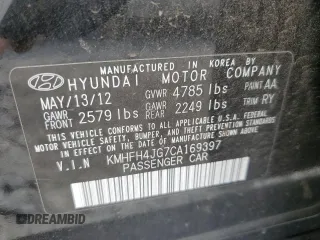 MANUFACTURED IN KOREA BY
HYUNDAI MOTOR COMPANY
MAY/13/12 GVWR 4785 lbs PAINT AA
GAWR FRONT 2579 lbs GAWR REAR 2249 lbs TRIM RY
THIS VEHICLE CONFORMS TO ALL APPLICABLE U.S.A. FEDERAL
MOTOR VEHICLE SAFETY, BUMPER, AND THEFT PREVENTION
STANDARDS IN EFFECT ON THE DATE OF MANUFACTURE SHOWN ABOVE.
V.I.N KMHFH4JG7CA169397
PASSENGER CAR
DREAMBID